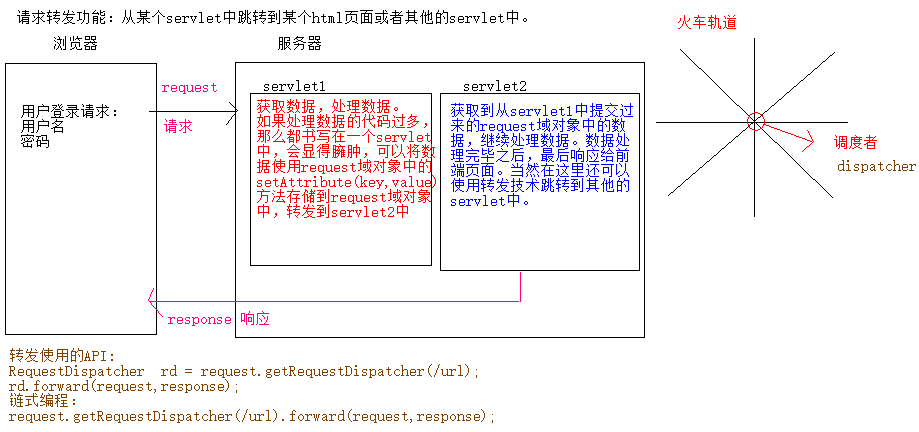 请求转发功能：从某个servlet中跳转到某个html页面或者其他的servlet中。
浏览器
服务器
火车轨道
request
请求
用户登录请求：
用户名
密码
servlet1
获取数据，处理数据。
如果处理数据的代码过多，
那么都书写在一个servlet
中，会显得臃肿，可以将数
据使用request域对象中的
setAttribute(key,value)
方法存储到request域对象
中，转发到servlet2中
servlet2
获取到从servlet1中提交过
来的request域对象中的数
据，继续处理数据。数据处
理完毕之后，最后响应给前
端页面。当然在这里还可以
使用转发技术跳转到其他的
servlet中。
调度者
dispatcher
response 响应
转发使用的API：
RequestDispatcher rd = request.getRequestDispatcher(/url);
rd.forward(request,response);
链式编程：
request.getRequestDispatcher(/url).forward(request,response);